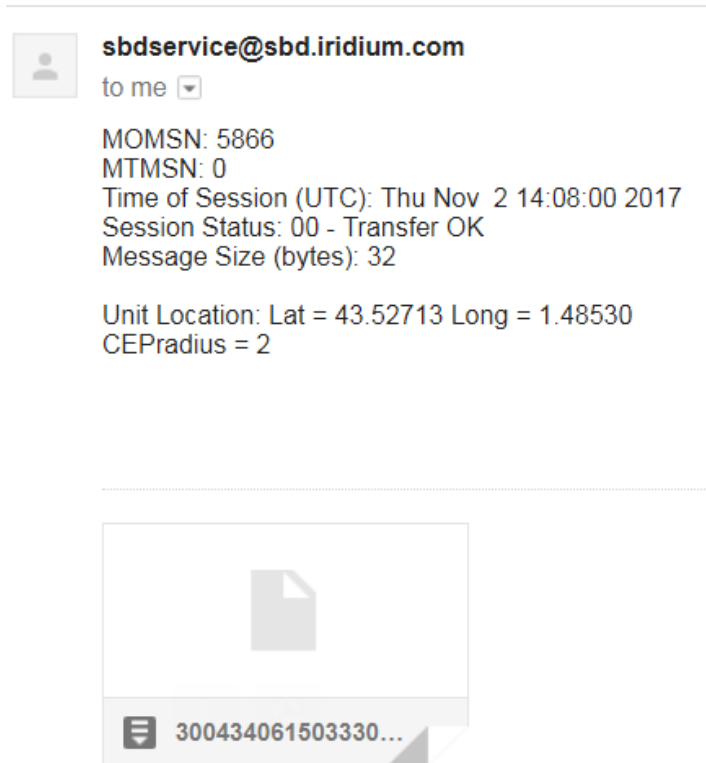 sbdservice@sbd.iridium.com
to me
MOMSN: 5866
MTMSN: 0
Time of Session (UTC): Thu Nov  2 14:08:00 2017
Session Status: 00 - Transfer OK
Message Size (bytes): 32
Unit Location: Lat = 43.52713 Long = 1.48530
CEPradius = 2
300434061503330...